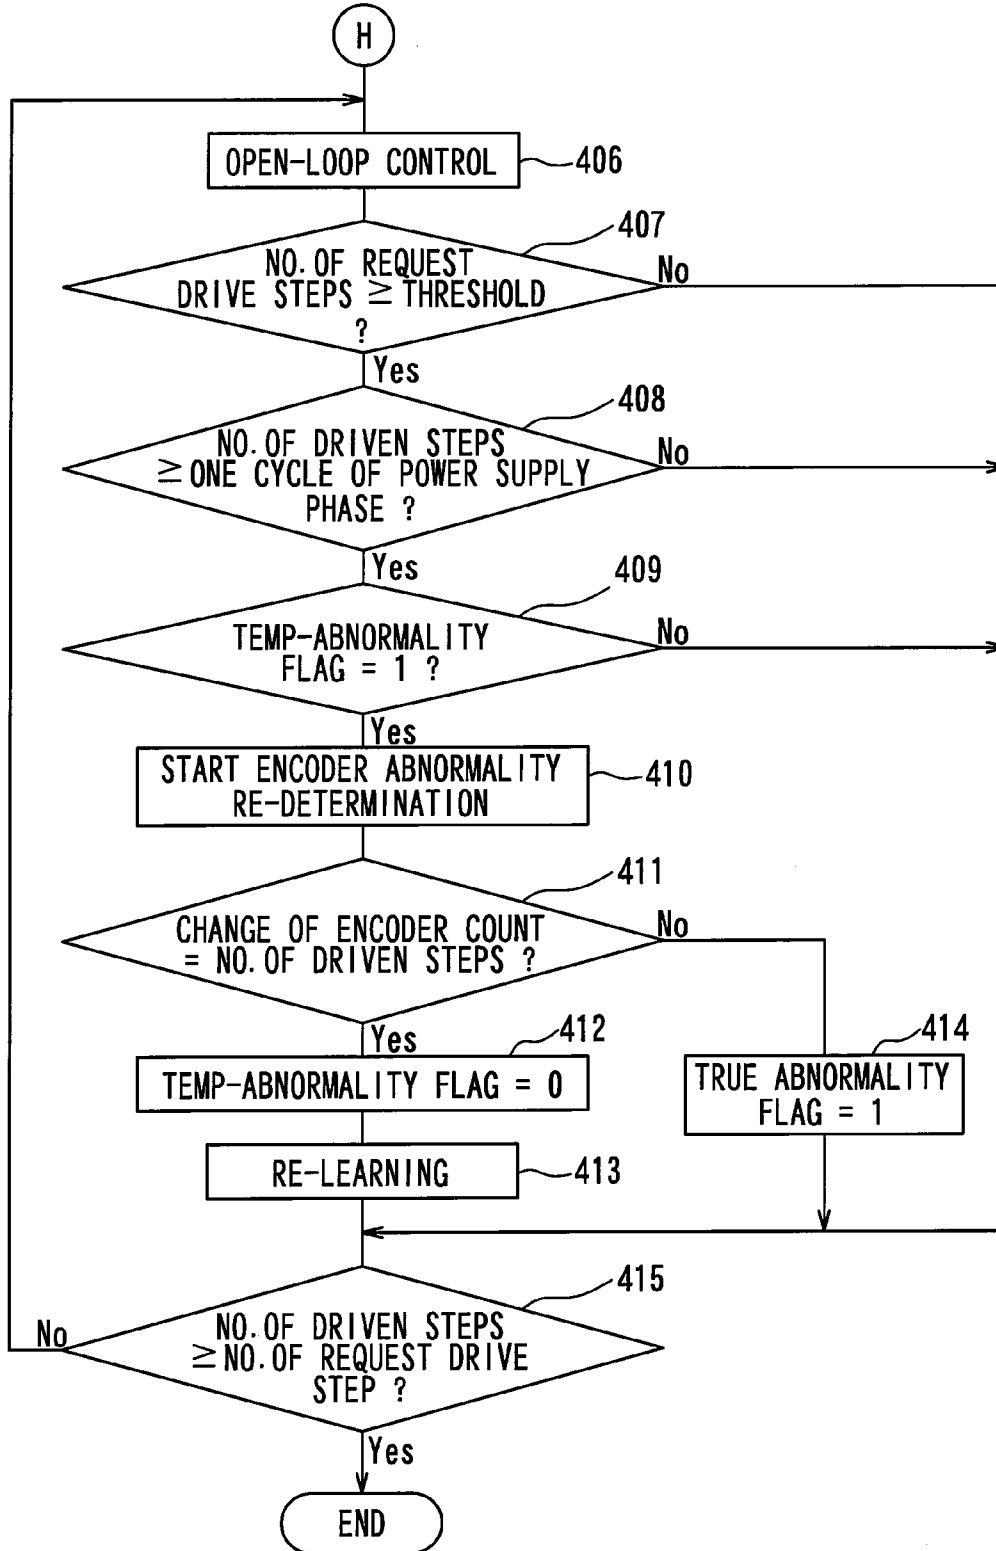 H
OPEN-LOOP CONTROL
406
407
NO. OF REQUEST
DRIVE STEPS ≥ THRESHOLD
?
No
Yes
408
NO. OF DRIVEN STEPS
≥ ONE CYCLE OF POWER SUPPLY
PHASE ?
No
Yes
409
TEMP-ABNORMALITY
FLAG = 1 ?
No
Yes
START ENCODER ABNORMALITY
RE-DETERMINATION
410
411
CHANGE OF ENCODER COUNT
= NO. OF DRIVEN STEPS ?
No
Yes
412
TEMP-ABNORMALITY FLAG = 0
414
TRUE ABNORMALITY
FLAG = 1
RE-LEARNING
413
415
NO. OF DRIVEN STEPS
≥ NO. OF REQUEST DRIVE
STEP ?
No
Yes
END